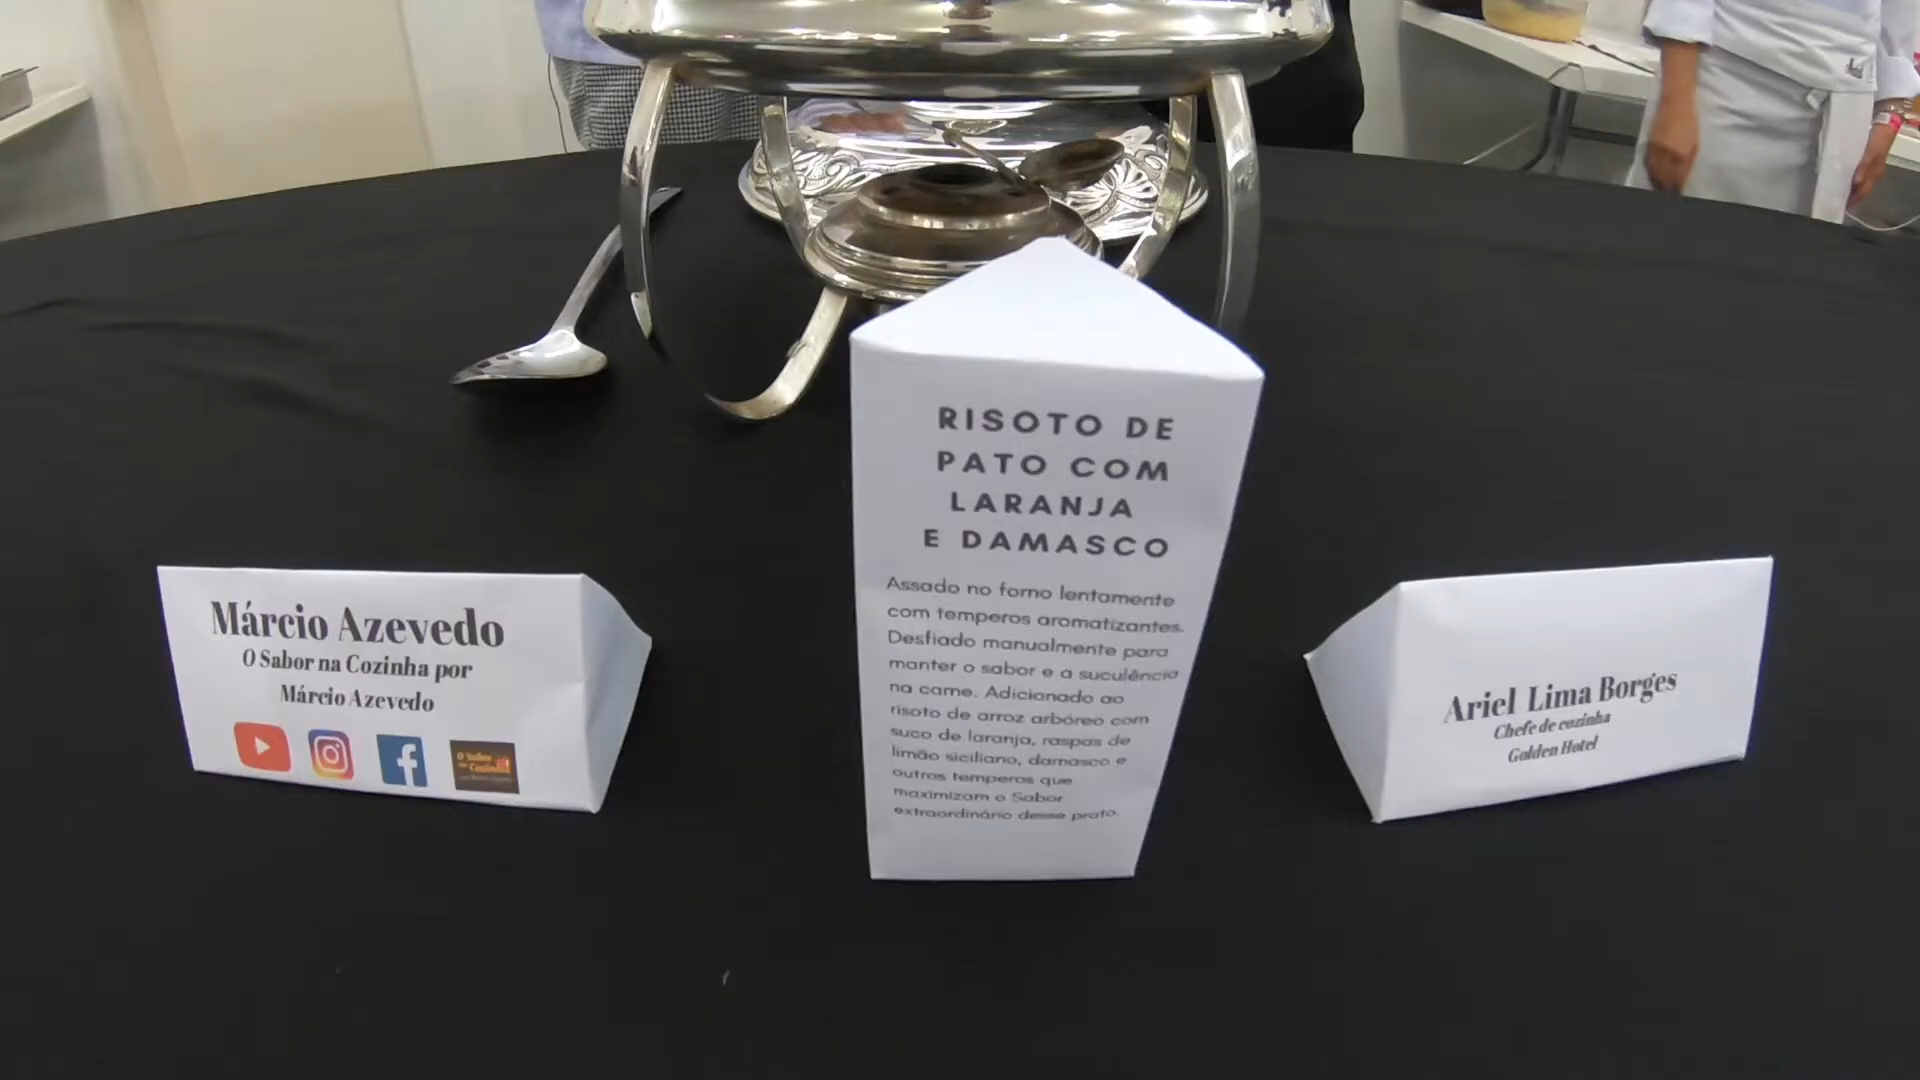 RISOTO DE
PATO COM
LARANJA
E DAMASCO
Assado no forno lentamente
com temperos aromatizantes.
Desfiado manualmente para
manter o sabor e a suculência
na carne. Adicionado ao
risoto de arroz arbóreo com
suco de laranja, raspas de
limão siciliano, damasco e
outros temperos que
maximizam o Sabor
extraordinário desse prato.
Márcio Azevedo
O Sabor na Cozinha por
Márcio Azevedo
O Sabor
na Cozinha
Ariel Lima Borges
Chefe de cozinha
Golden Hotel